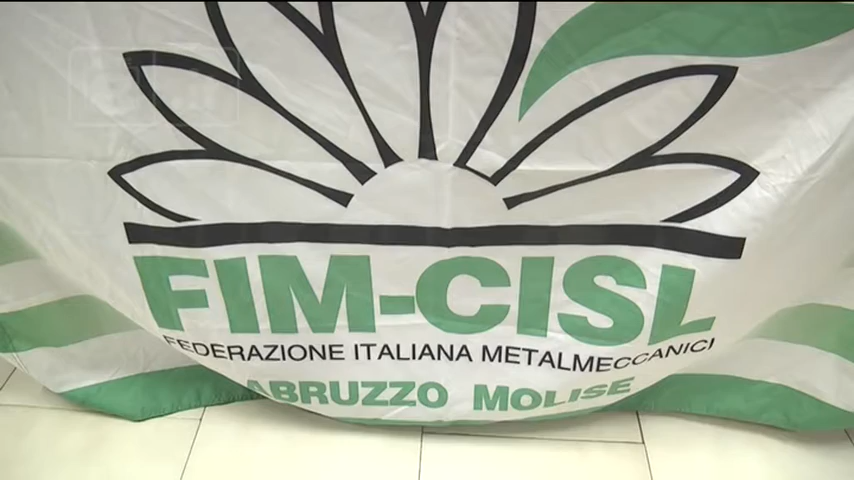 FIM-CISL
FEDERAZIONE ITALIANA METALMECCANICI
ABRUZZO MOLISE